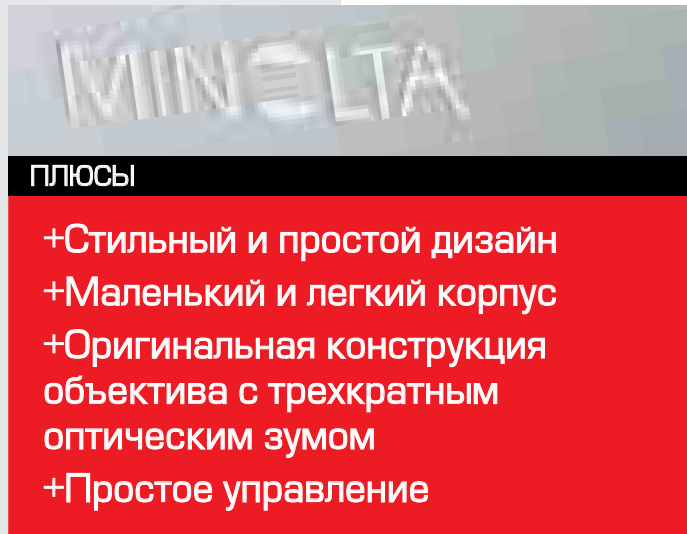 MINOLTA
ПЛЮСЫ
+Стильный и простой дизайн
+Маленький и легкий корпус
+Оригинальная конструкция
объектива с трехкратным
оптическим зумом
+Простое управление